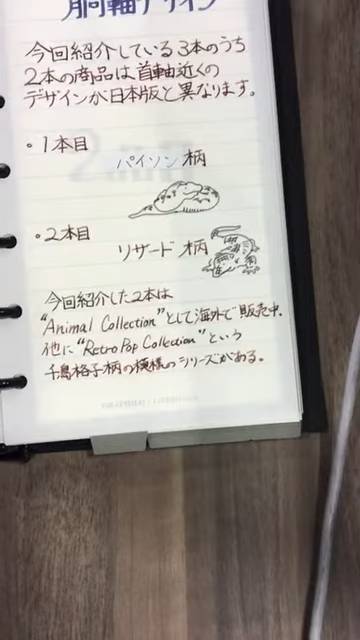 胴軸デザイン
今回紹介している3本のうち
2本の商品は首軸近くの
デザインが日本版と異なります。
・1本目
パイソン柄
・2本目
リザード柄
今回紹介した2本は
"Animal Collection"として海外で販売中。
他に"Retro Pop Collection"という
千鳥格子柄の模様のシリーズがある。